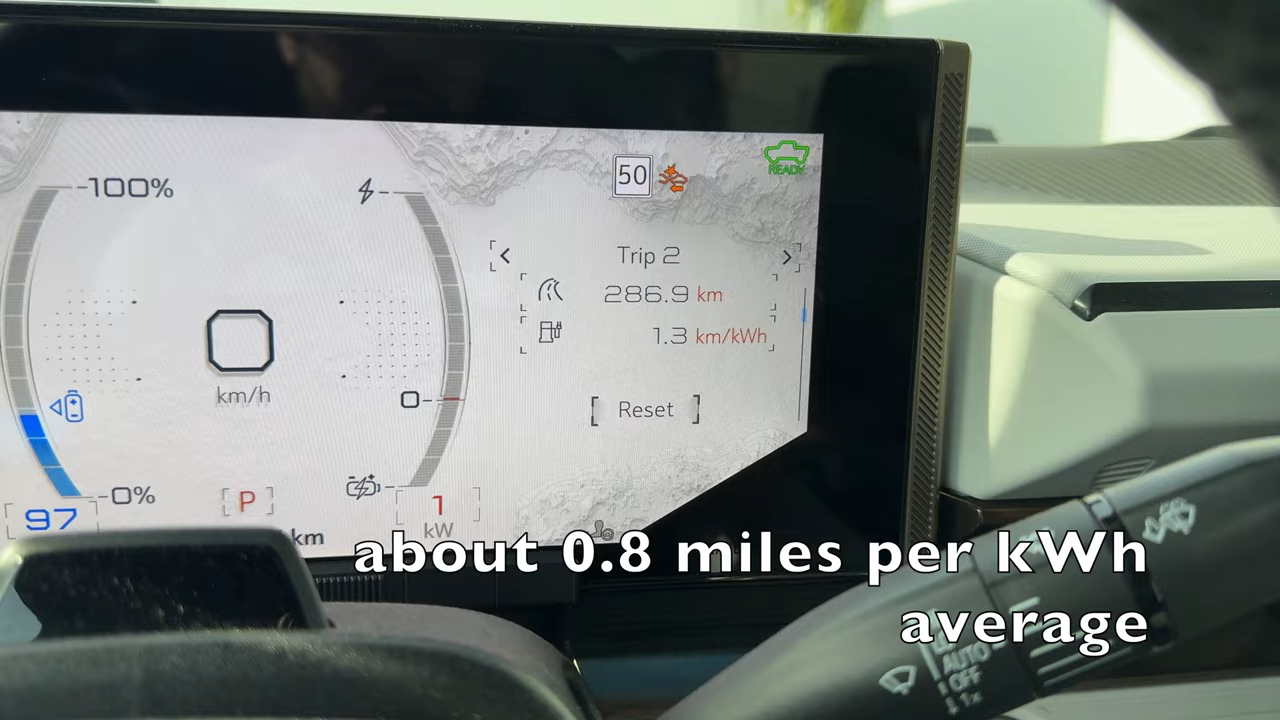 -100%
50
READY
Trip 2
286.9 km
1.3 km/kWh
km/h
0
Reset
-0%
97
P
1
kW
km
about 0.8 miles per kWh
average
AUTO
OFF
1x